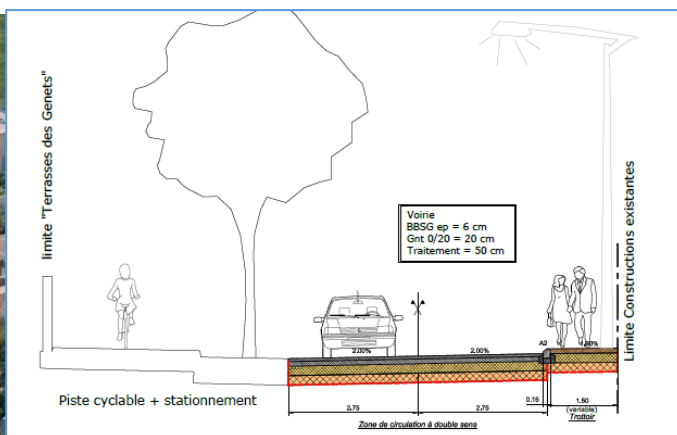 limite "Terrasses des Genets"
Voirie
BBSG ep = 6 cm
Gnt 0/20 = 20 cm
Traitement = 50 cm
Limite Constructions existantes
2.00%
2.00%
A2
1.00%
Piste cyclable + stationnement
2.75
2.75
0.15
1.50
(variable)
Trottoir
Zone de circulation à double sens